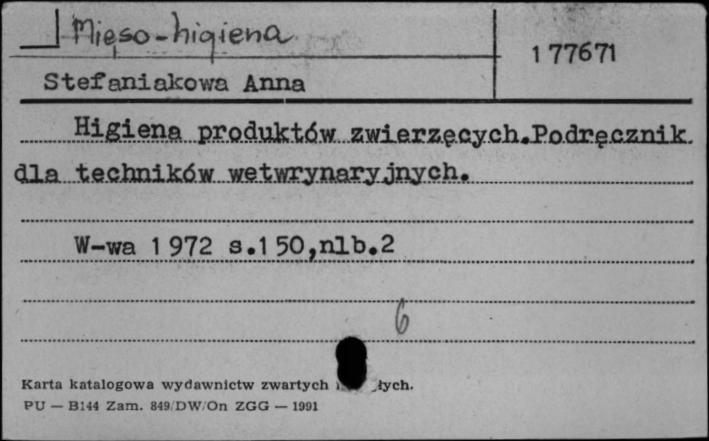 Mięso-higiena
177671
Stefaniakowa Anna
Higiena produktów zwierzęcych.Podręcznik
dla techników wetwrynaryjnych.
W-wa 1972 s.150,nlb.2
6
Karta katalogowa wydawnictw zwartych
PU — B144 Zam. 849/DW/On ZGG — 1991